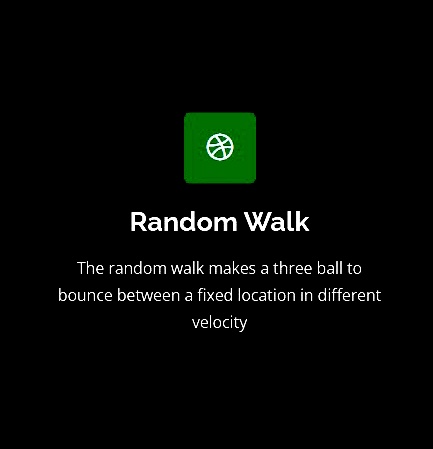 Random Walk
The random walk makes a three ball to
bounce between a fixed location in different
velocity